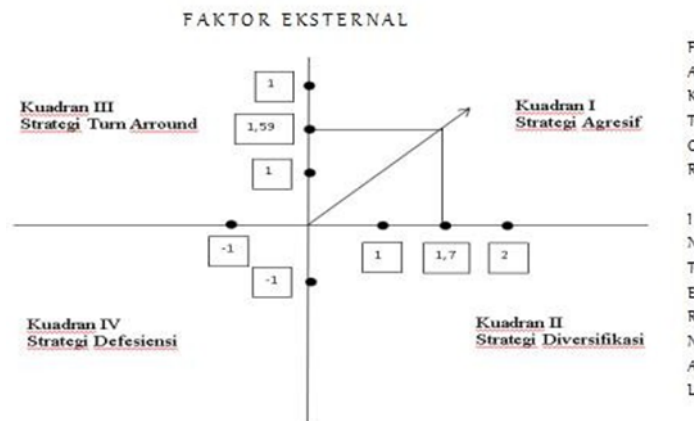 FAKTOR EKSTERNAL
Kuadran III
Strategi Turn Arround
Kuadran I
Strategi Agresif
1
1,59
1
-1
1
1,7
2
-1
Kuadran IV
Strategi Defesiensi
Kuadran II
Strategi Diversifikasi
F
A
K
T
O
R
I
N
T
E
R
N
A
L